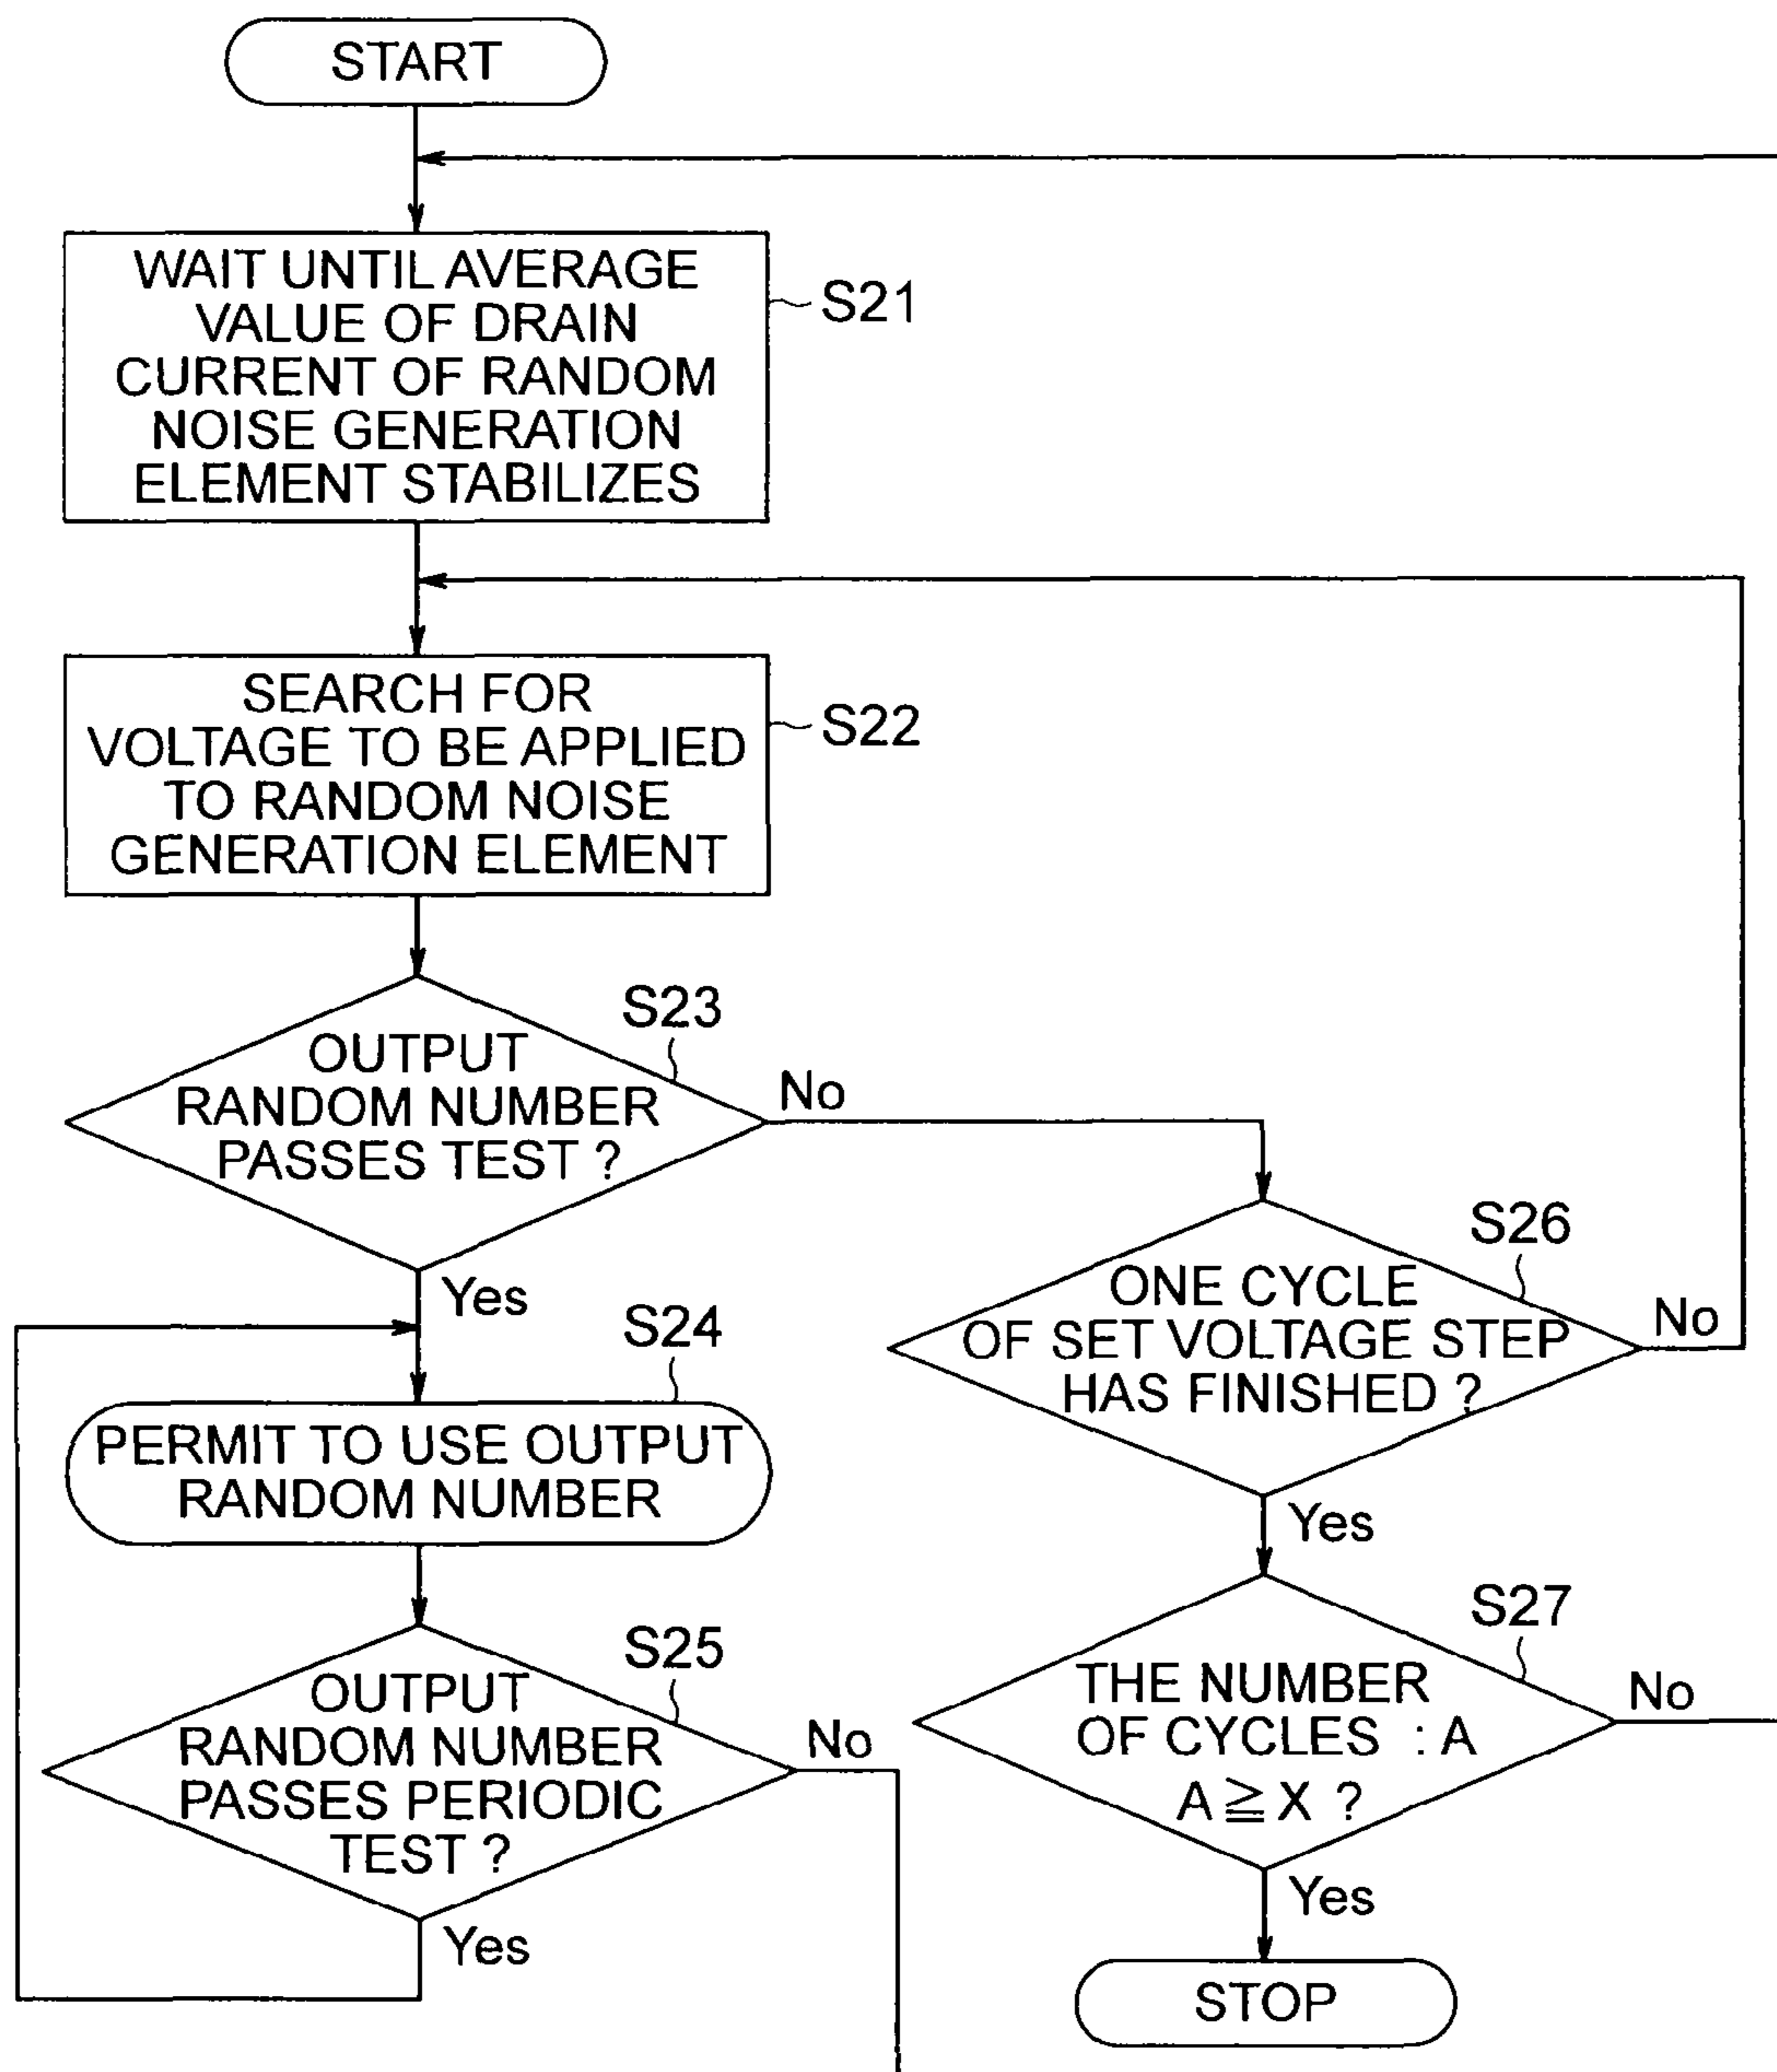 START
WAIT UNTIL AVERAGE
VALUE OF DRAIN
CURRENT OF RANDOM
NOISE GENERATION
ELEMENT STABILIZES
S21
SEARCH FOR
VOLTAGE TO BE APPLIED
TO RANDOM NOISE
GENERATION ELEMENT
S22
S23
OUTPUT
RANDOM NUMBER
PASSES TEST ?
No
Yes
S24
PERMIT TO USE OUTPUT
RANDOM NUMBER
S25
OUTPUT
RANDOM NUMBER
PASSES PERIODIC
TEST ?
No
Yes
S26
ONE CYCLE
OF SET VOLTAGE STEP
HAS FINISHED ?
No
Yes
S27
THE NUMBER
OF CYCLES : A
A ≧ X ?
No
Yes
STOP